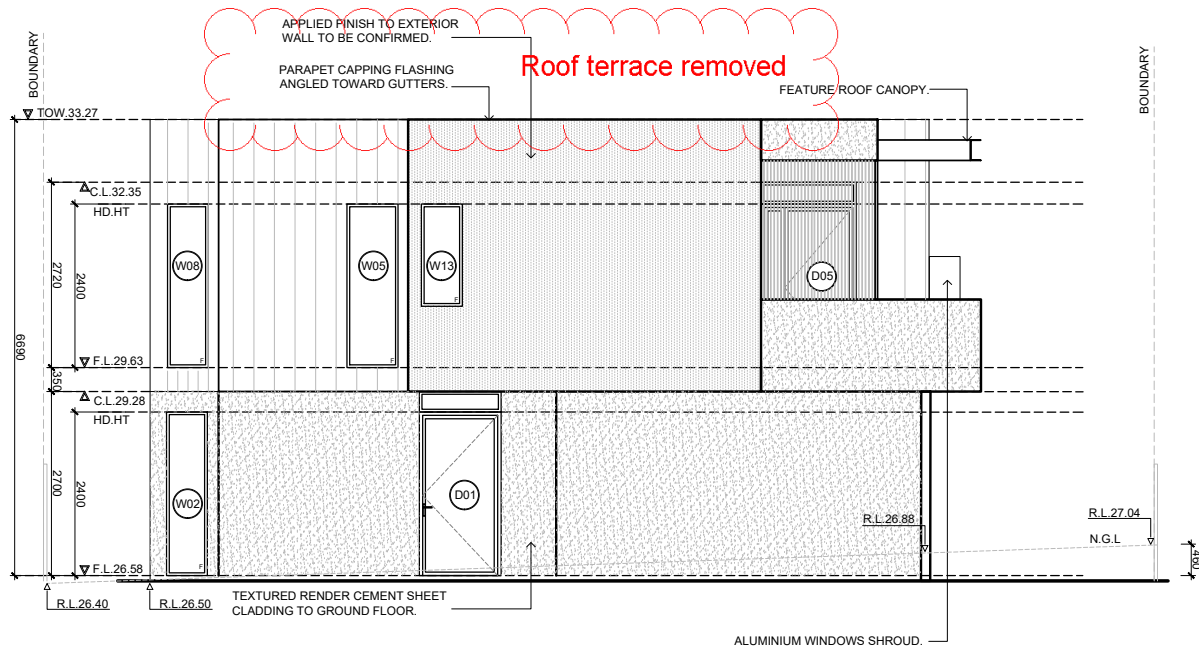 APPLIED PINISH TO EXTERIOR
WALL TO BE CONFIRMED.
Roof terrace removed
PARAPET CAPPING FLASHING
ANGLED TOWARD GUTTERS.
FEATURE ROOF CANOPY.
BOUNDARY
BOUNDARY
TOW.33.27
C.L.32.35
HD.HT
W08
W05
W13
D05
2720
2400
6690
F.L.29.63
350
C.L.29.28
HD.HT
2700
2400
W02
D01
R.L.26.88
R.L.27.04
N.G.L
460
F.L.26.58
R.L.26.40
R.L.26.50
TEXTURED RENDER CEMENT SHEET
CLADDING TO GROUND FLOOR.
ALUMINIUM WINDOWS SHROUD.
F
F
F
F